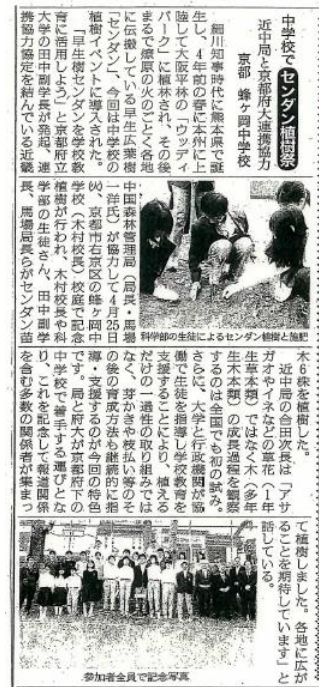 中学校で
センダン植樹祭
近中局と京都府大連携協力
京都 蜂ヶ岡中学校
細川知事時代に熊本県で誕
生し、4年前の春に本州に上
陸して大阪平林の「ウッディ
パーク」に植林され、その後
まるで燎原の火のごとく各地
に伝搬している早生広葉樹
「センダン」、今回は中学校の
植樹イベントに導入された。
「早生樹センダンを学校教
育に活用しよう」と京都府立
大学の田中副学長が発起、連
携協力協定を結んでいる近畿
中国森林管理局（局長・馬場
一洋氏）が協力して4月25日
㈫、京都市右京区の蜂ヶ岡中
学校（木村校長）校庭で記念
植樹が行われ、木村校長や科
学部の生徒さん、田中副学
長、馬場局長らがセンダン苗
科学部の生徒によるセンダン植樹と施肥
木6株を植樹した。
近中局の合田次長は「アサ
ガオやイネなどの草花（1年
生草本類）ではなく木（多年
生木本類）の成長過程を観察
するのは全国でも初の試み。
さらに、大学と行政機関が協
働で生徒を指導し学校教育を
支援することにより、植える
だけの一過性の取り組みでは
なく、芽かきや枝払い等のそ
の後の育成方法も継続的に指
導・支援するのが今回の特色
です。局と府大が京都府下の
中学校で着手する運びとな
り、これを記念して報道関係
を含む多数の関係者が集まっ
て植樹しました。各地に広が
ることを期待しています」と
話している。
参加者全員で記念写真